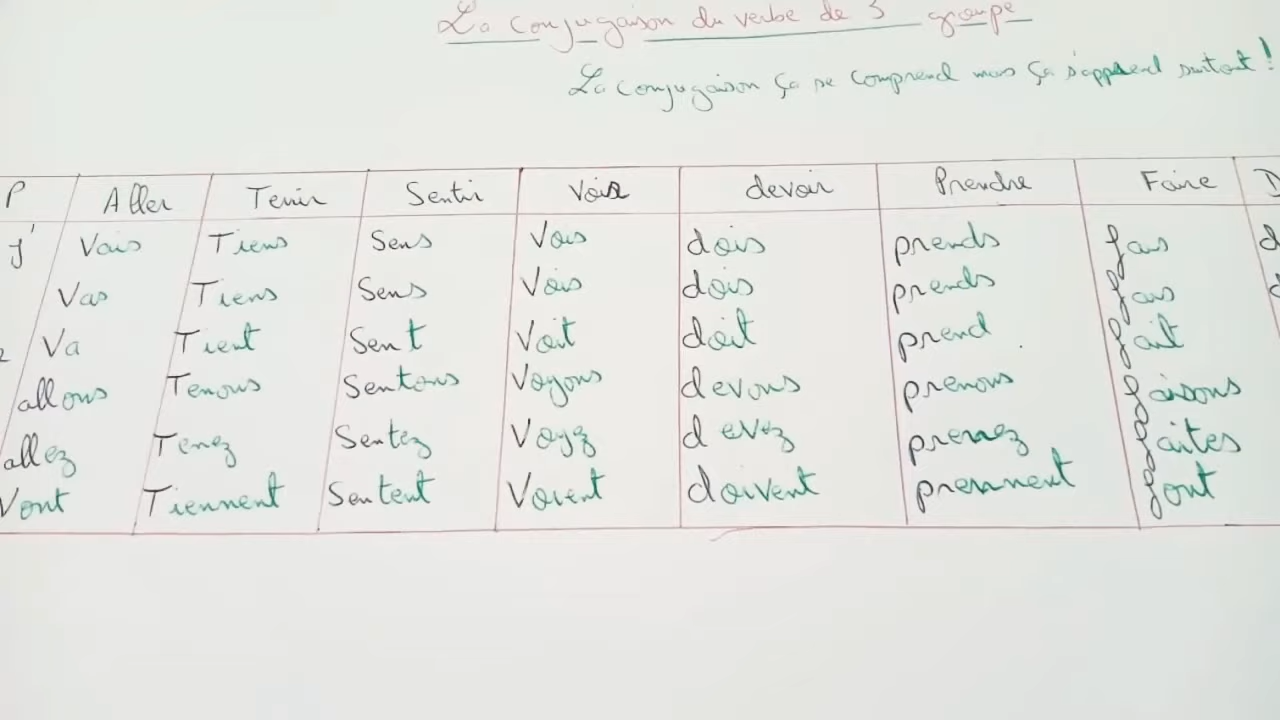 La conjugaison du verbe de 3 groupe
La conjugaison ça se comprend mais ça s'apprend surtout !
P Aller Tenir Sentir Voir devoir Prendre Faire D
j' Vais Tiens Sens Vois dois prends fais d
Vas Tiens Sens Vois dois prends fais d
Va Tient Sent Voit doit prend fait
allons Tenons Sentons Voyons devons prenons faisons
allez Tenez Sentez Voyez devez prenez faites
Vont Tiennent Sentent Voient doivent prennent font